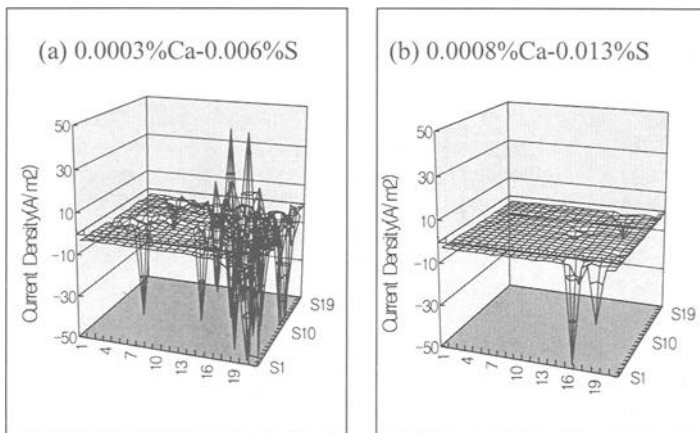 (a) 0.0003%Ca-0.006%S
Current Density(A/m2)
50
30
10
-10
-30
-50
1
4
7
10
13
16
19
S1
S10
S19
(b) 0.0008%Ca-0.013%S
Current Density(A/m2)
50
30
10
-10
-30
-50
1
4
7
10
13
16
19
S1
S10
S19